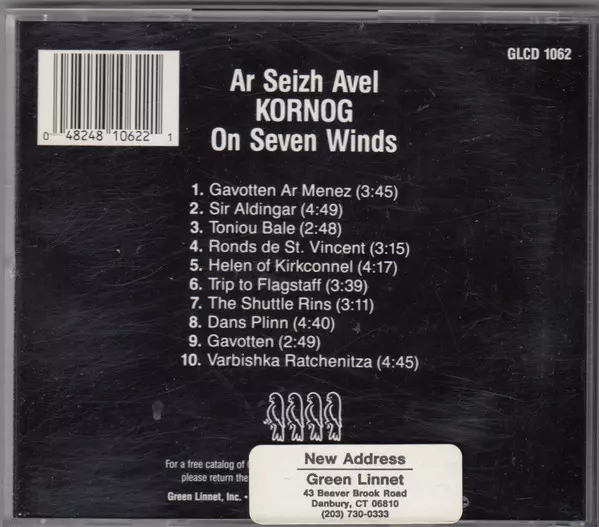 GLCD 1062
Ar Seizh Avel
KORNOG
On Seven Winds
0 48248 10622 1
1. Gavotten Ar Menez (3:45)
2. Sir Aldingar (4:49)
3. Toniou Bale (2:48)
4. Ronds de St. Vincent (3:15)
5. Helen of Kirkconnel (4:17)
6. Trip to Flagstaff (3:39)
7. The Shuttle Rins (3:11)
8. Dans Plinn (4:40)
9. Gavotten (2:49)
10. Varbishka Ratchenitza (4:45)
For a free catalog of
please return the
Green Linnet, Inc. •
New Address
Green Linnet
43 Beaver Brook Road
Danbury, CT 06810
(203) 730-0333